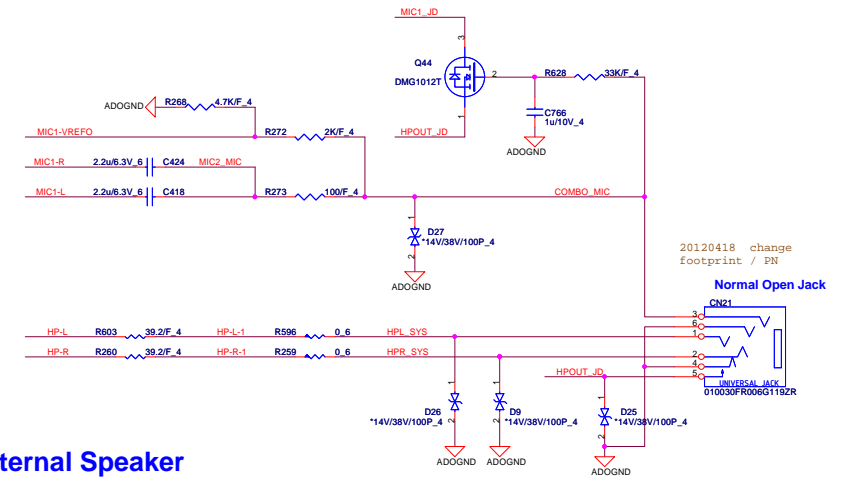 MIC1_JD
3
Q44
DMG1012T
2
R628 33K/F_4
1
C766
1u/10V_4
ADOGND
HPOUT_JD
ADOGND R268 4.7K/F_4
MIC1-VREFO R272 2K/F_4
MIC1-R 2.2u/6.3V_6 C424 MIC2_MIC
MIC1-L 2.2u/6.3V_6 C418 R273 100/F_4 COMBO_MIC
1
D27
*14V/38V/100P_4
2
ADOGND
20120418 change
footprint / PN
Normal Open Jack
CN21
3
6
1
2
4
5
UNIVERSAL JACK
010030FR006G119ZR
HP-L R603 39.2/F_4 HP-L-1 R596 0_6 HPL_SYS
HP-R R260 39.2/F_4 HP-R-1 R259 0_6 HPR_SYS
HPOUT_JD
1 1 1
D26 D9 D25
*14V/38V/100P_4 *14V/38V/100P_4 *14V/38V/100P_4
2 2 2
ADOGND ADOGND ADOGND
ternal Speaker